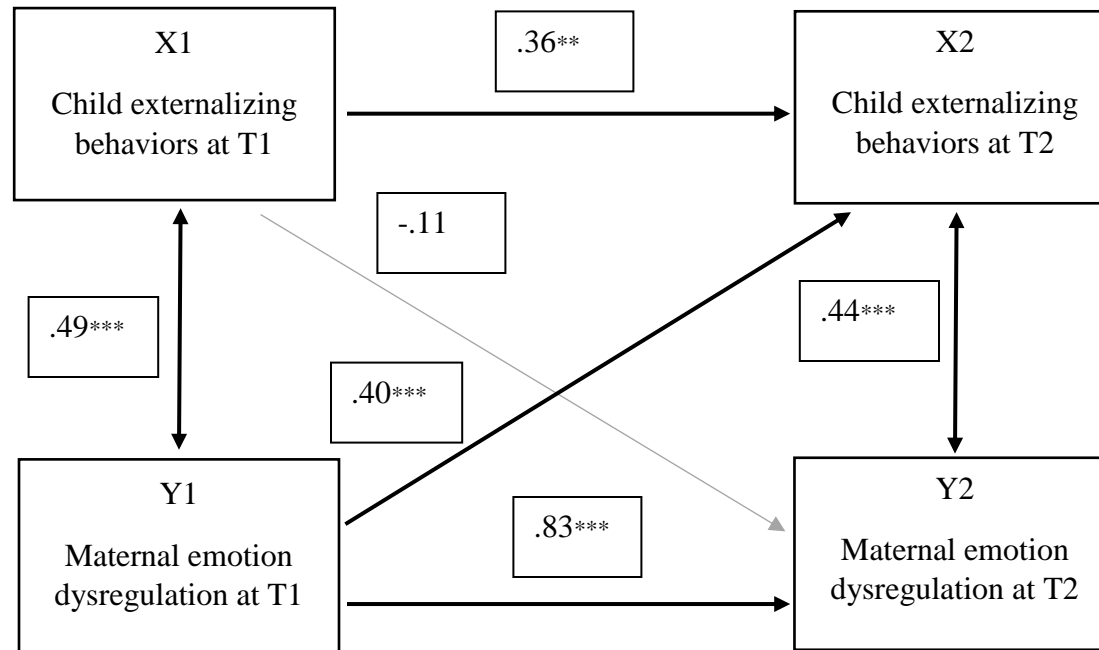 X1
Child externalizing
behaviors at T1
.36**
X2
Child externalizing
behaviors at T2
-.11
.49***
.44***
.40***
Y1
Maternal emotion
dysregulation at T1
.83***
Y2
Maternal emotion
dysregulation at T2